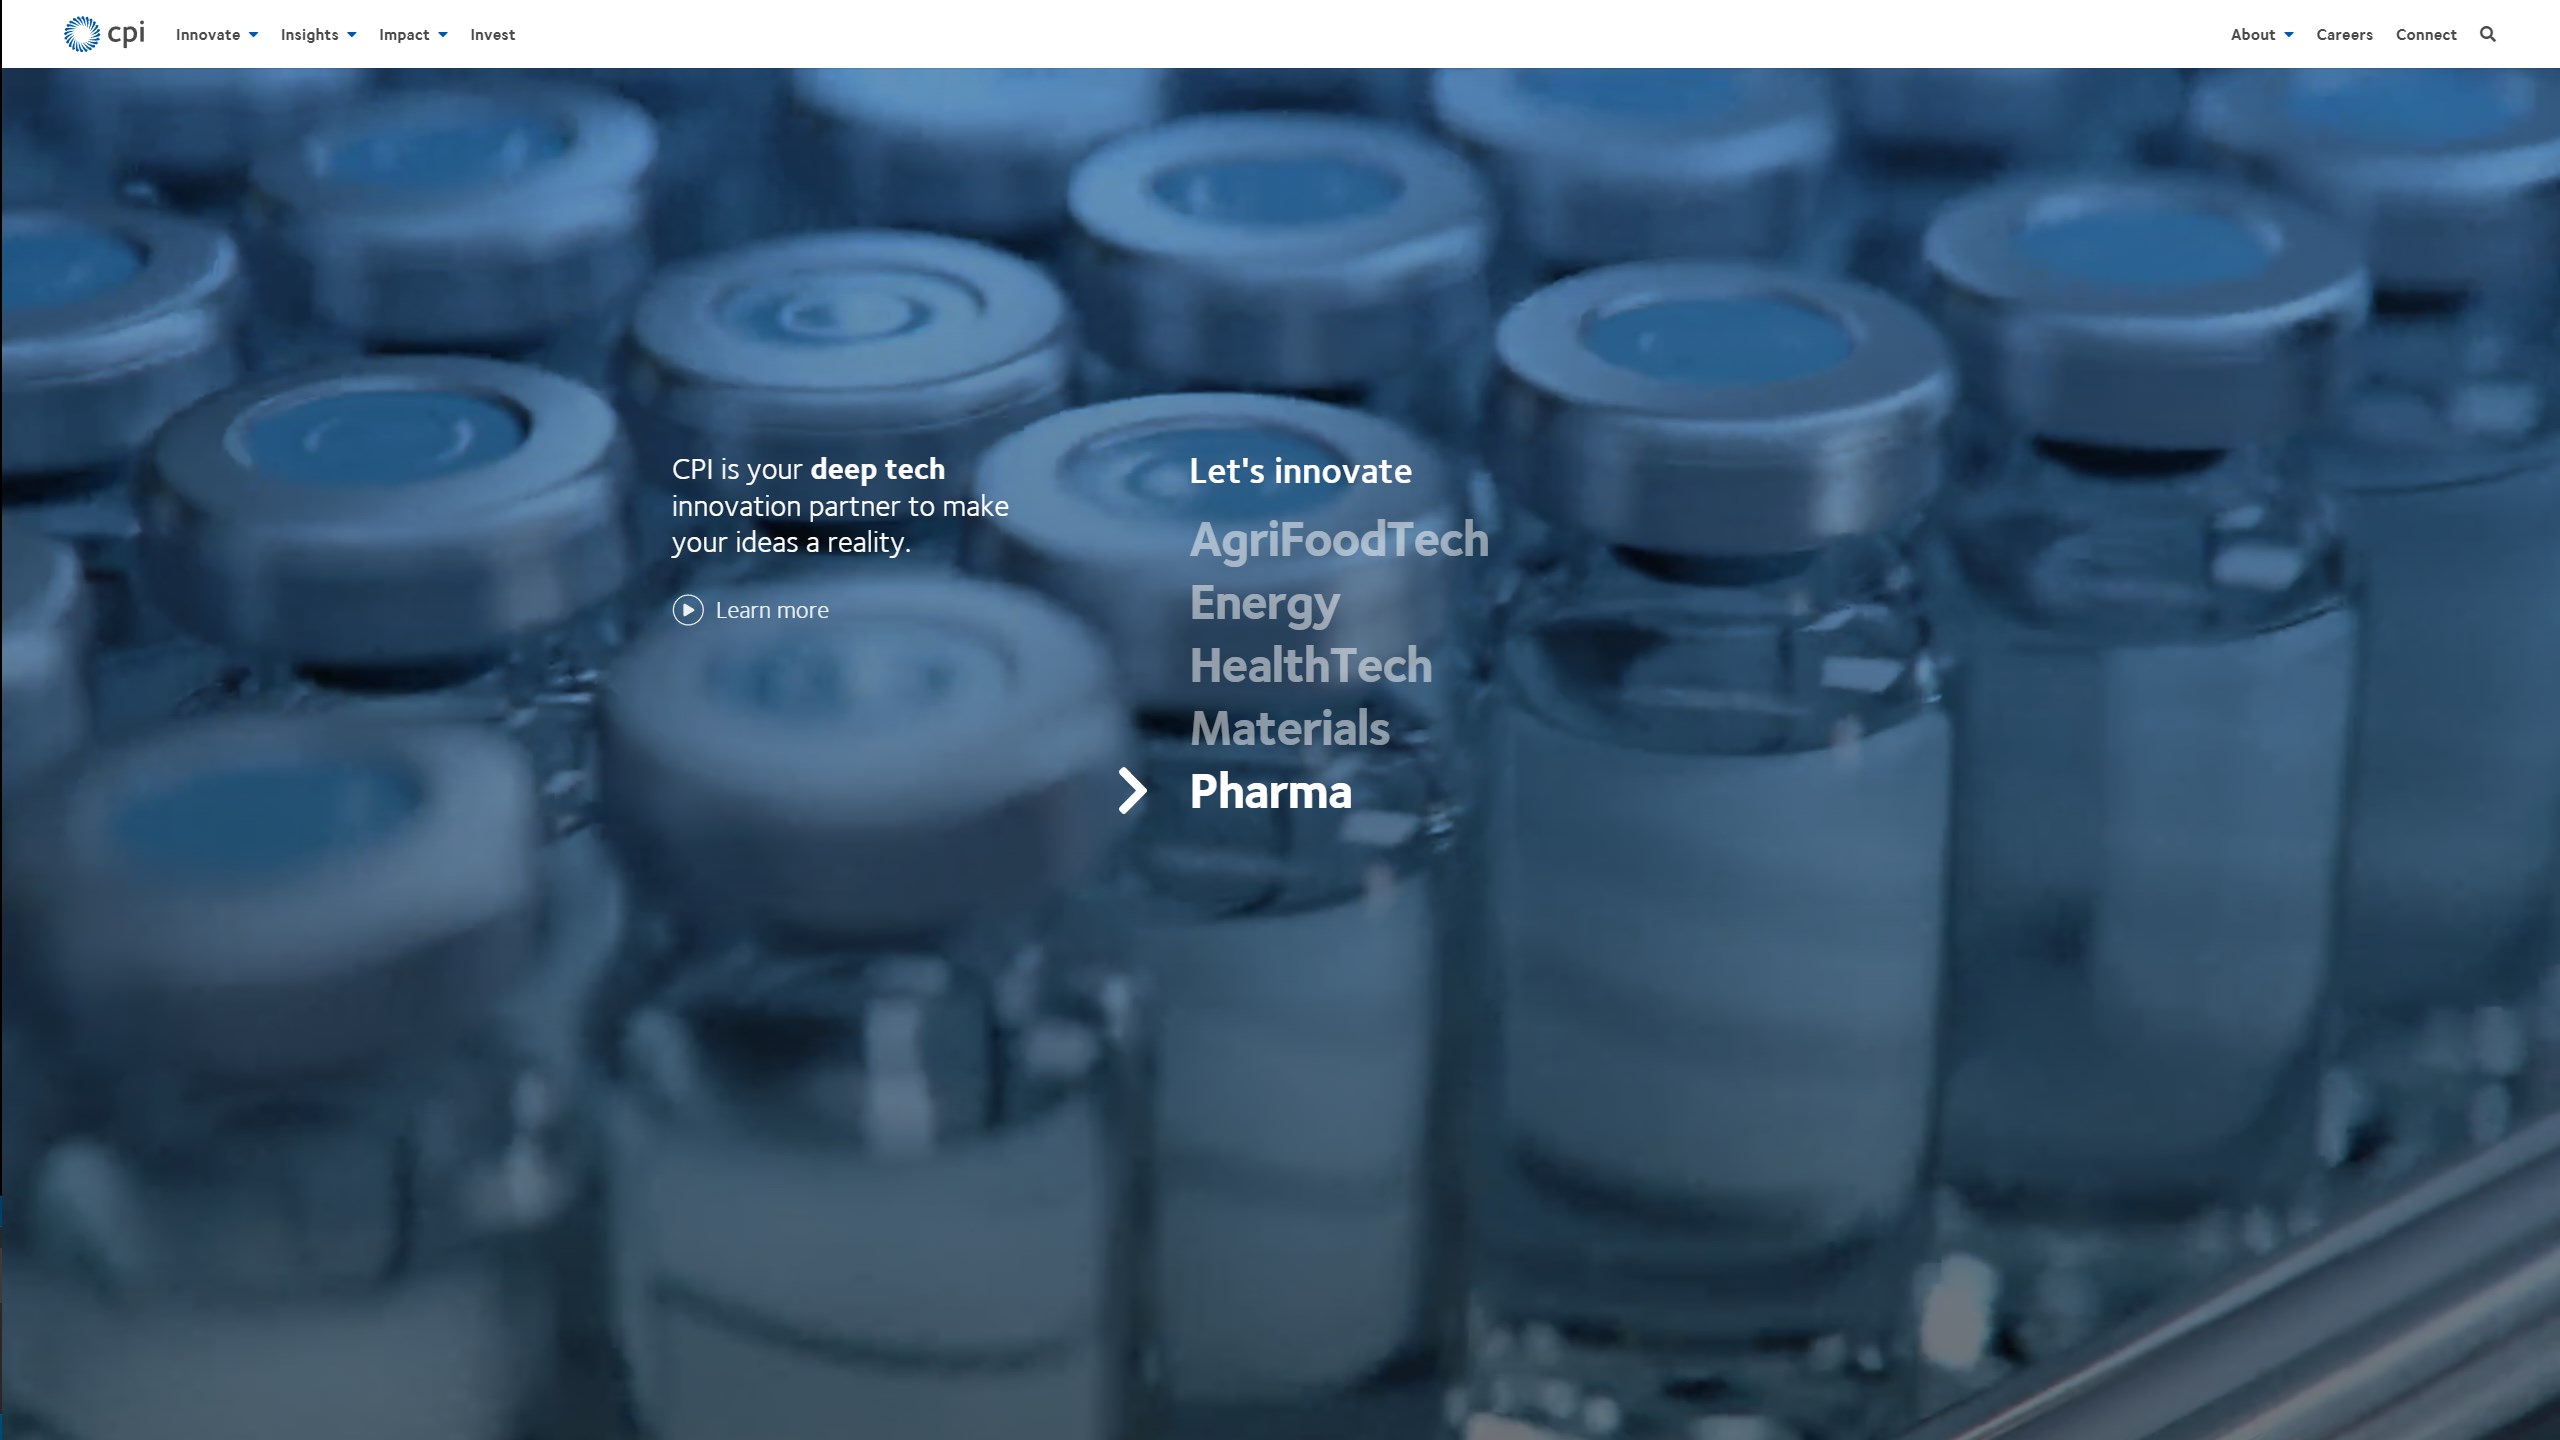 cpi
Innovate
Insights
Impact
Invest
About
Careers
Connect
CPI is your deep tech
innovation partner to make
your ideas a reality.
Learn more
Let's innovate
AgriFoodTech
Energy
HealthTech
Materials
Pharma